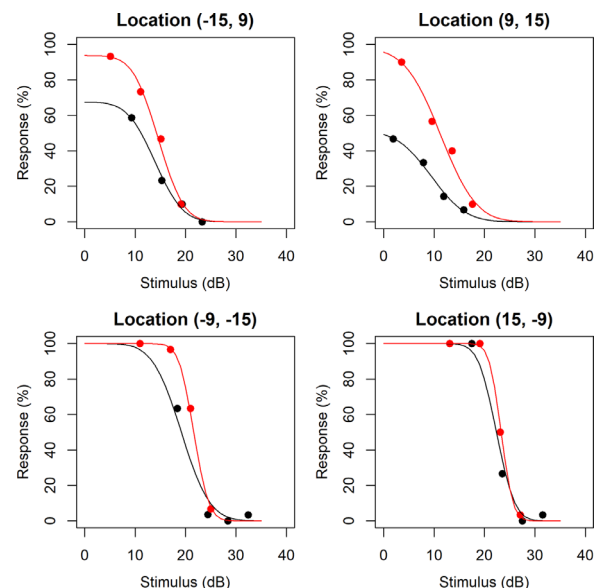 Location (-15, 9)
Response (%)
0 20 40 60 80 100
0 10 20 30 40
Stimulus (dB)
Location (9, 15)
Response (%)
0 20 40 60 80 100
0 10 20 30 40
Stimulus (dB)
Location (-9, -15)
Response (%)
0 20 40 60 80 100
0 10 20 30 40
Stimulus (dB)
Location (15, -9)
Response (%)
0 20 40 60 80 100
0 10 20 30 40
Stimulus (dB)